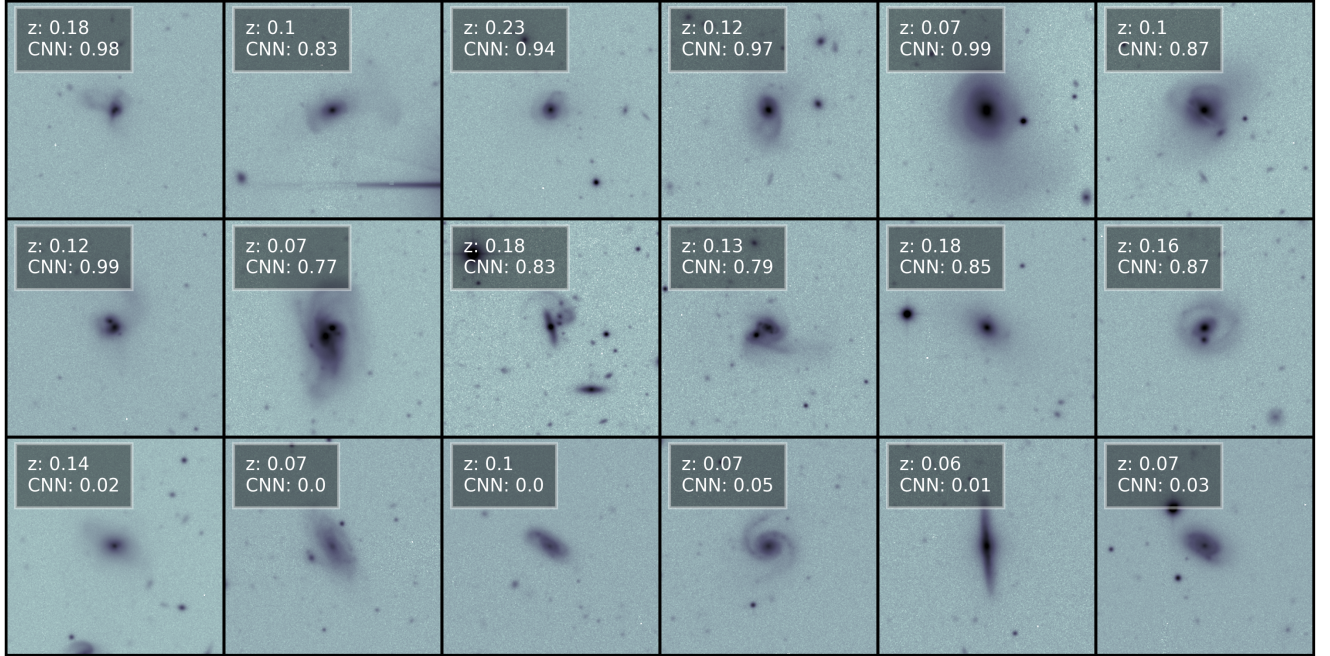 z: 0.18
CNN: 0.98
z: 0.1
CNN: 0.83
z: 0.23
CNN: 0.94
z: 0.12
CNN: 0.97
z: 0.07
CNN: 0.99
z: 0.1
CNN: 0.87
z: 0.12
CNN: 0.99
z: 0.07
CNN: 0.77
z: 0.18
CNN: 0.83
z: 0.13
CNN: 0.79
z: 0.18
CNN: 0.85
z: 0.16
CNN: 0.87
z: 0.14
CNN: 0.02
z: 0.07
CNN: 0.0
z: 0.1
CNN: 0.0
z: 0.07
CNN: 0.05
z: 0.06
CNN: 0.01
z: 0.07
CNN: 0.03